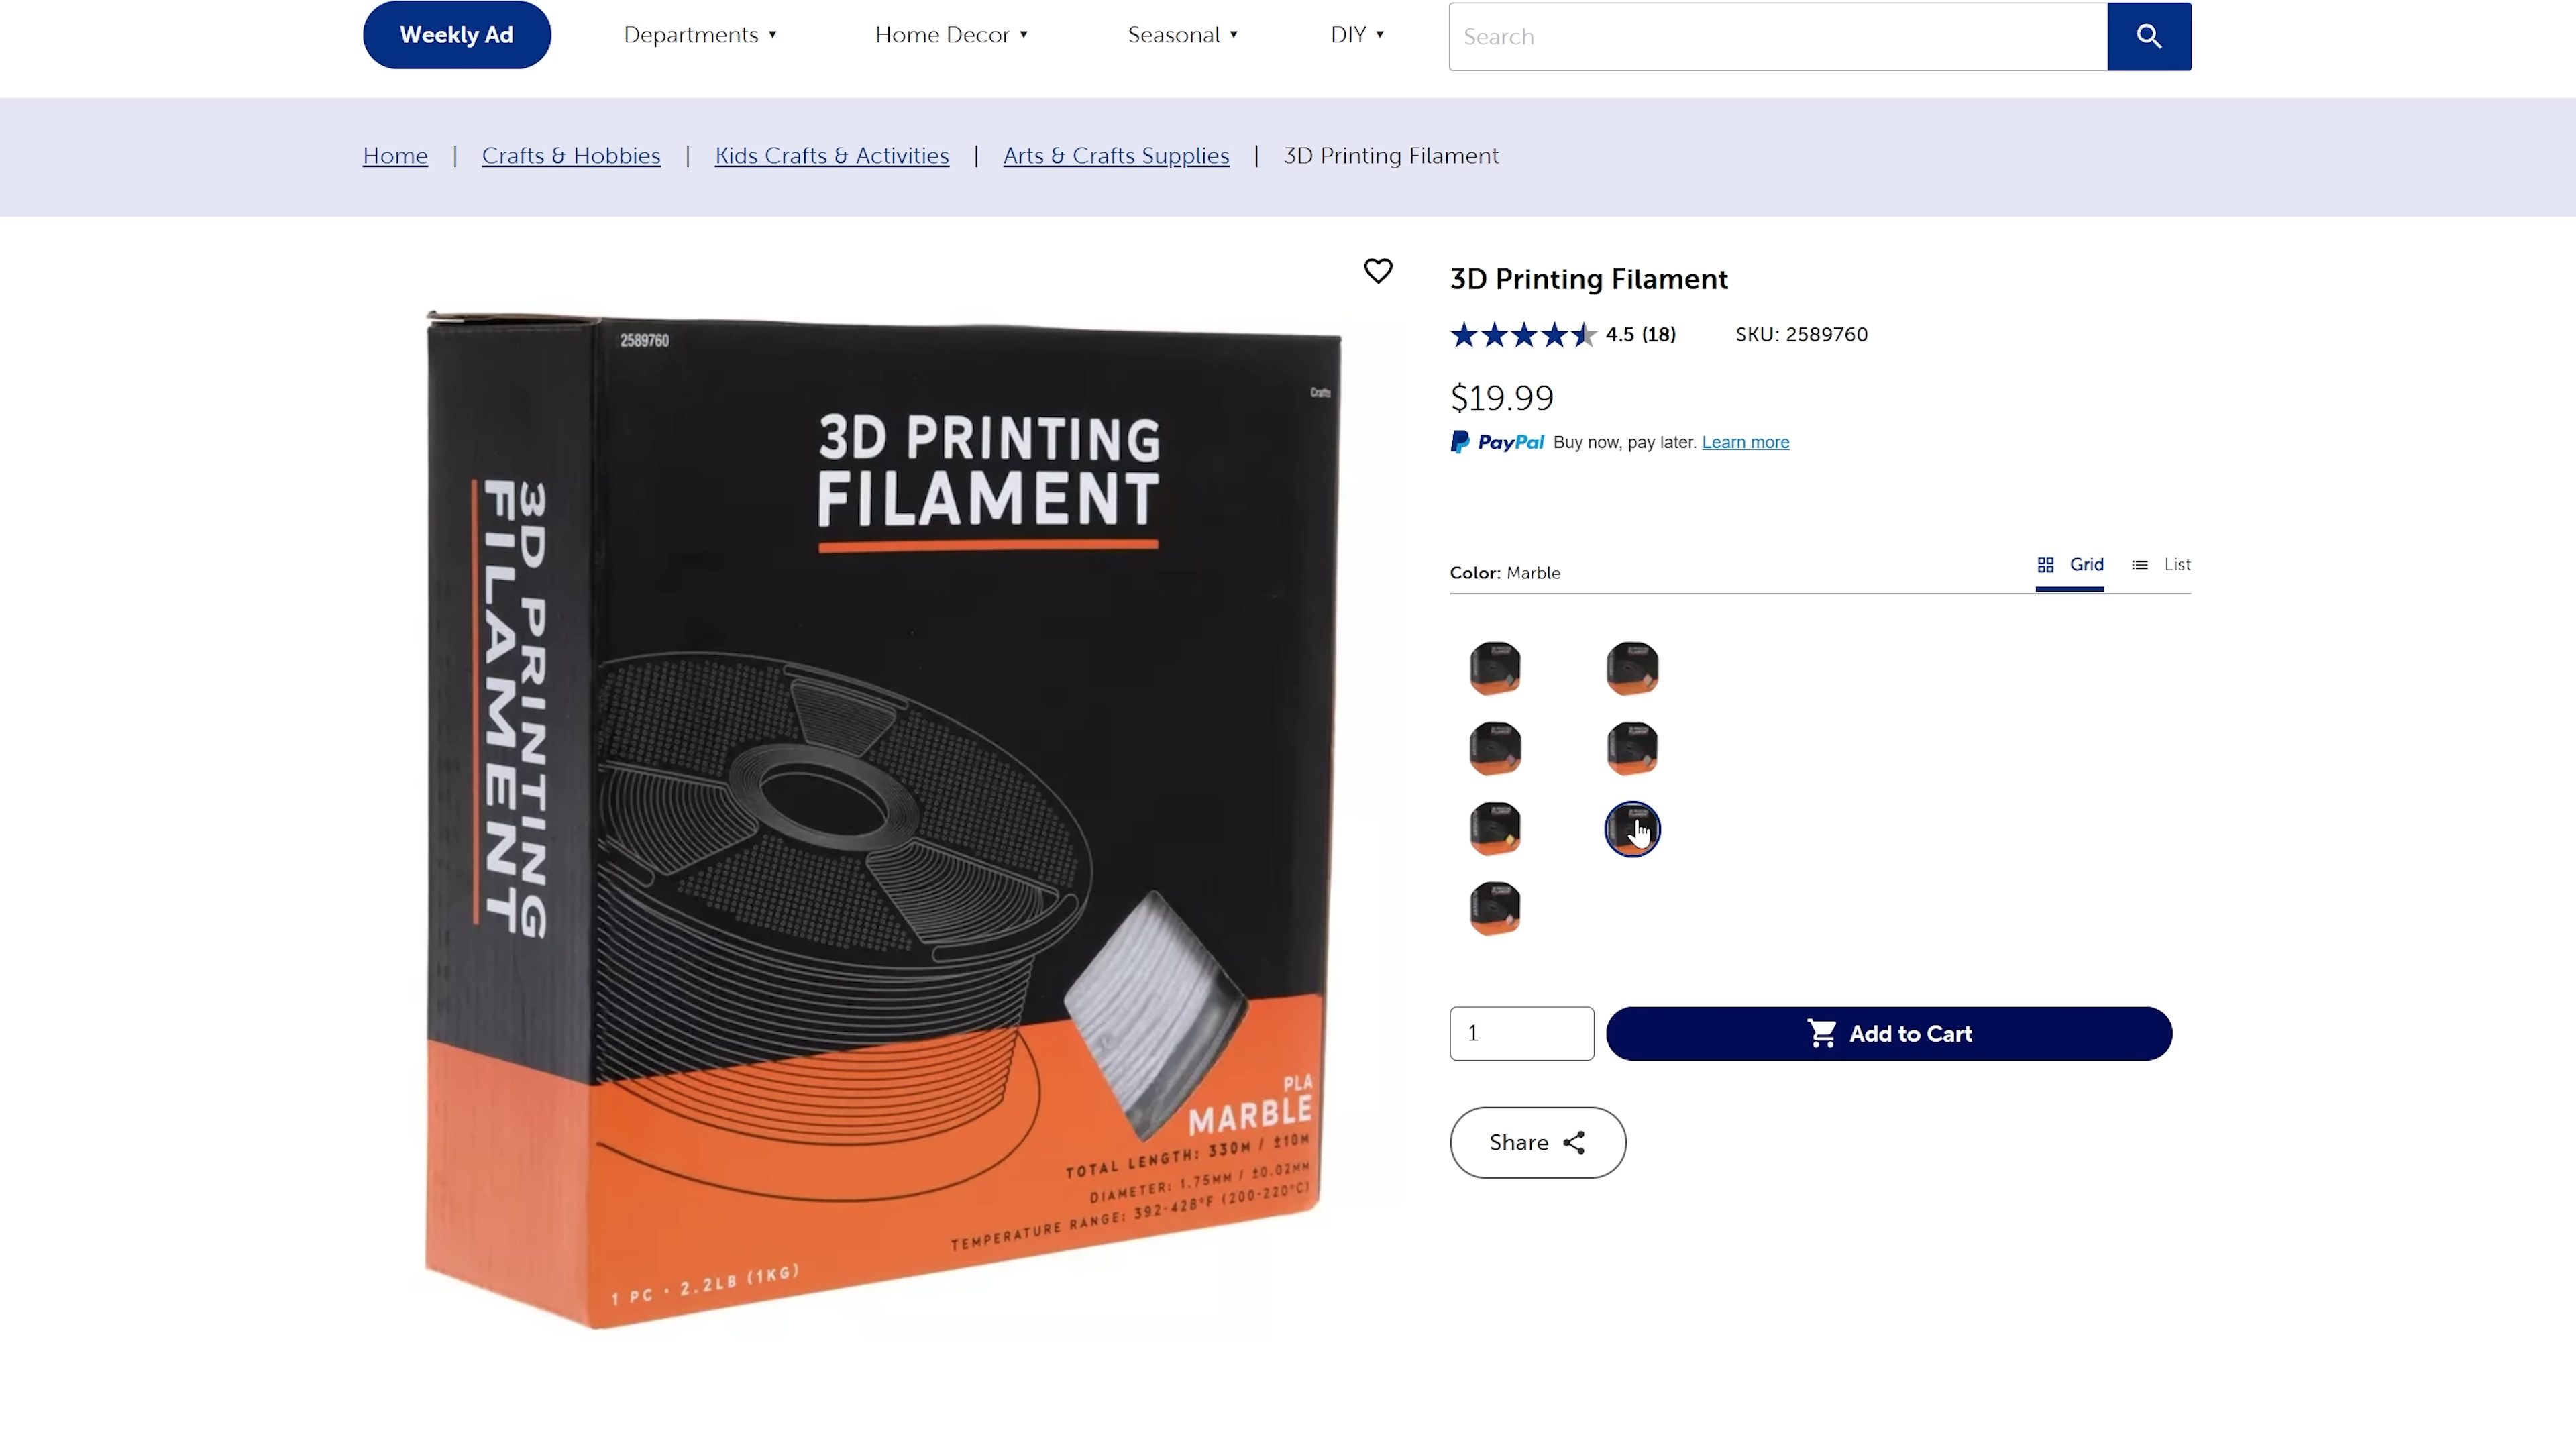 Weekly Ad
Departments
Home Decor
Seasonal
DIY
Search
Home | Crafts & Hobbies | Kids Crafts & Activities | Arts & Crafts Supplies | 3D Printing Filament
3D Printing Filament
4.5 (18)
SKU: 2589760
$19.99
PayPal Buy now, pay later. Learn more
Color: Marble
Grid
List
1
Add to Cart
Share
2589760
Crafts
3D PRINTING
FILAMENT
3D PRINTING
FILAMENT
PLA
MARBLE
TOTAL LENGTH: 330M / ±10M
DIAMETER: 1.75MM / ±0.02MM
TEMPERATURE RANGE: 392-428°F (200-220°C)
1 PC • 2.2LB (1KG)